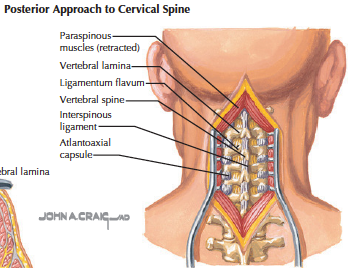 Posterior Approach to Cervical Spine
Paraspinous
muscles (retracted)
Vertebral lamina
Ligamentum flavum
Vertebral spine
Interspinous
ligament
Atlantoaxial
capsule
ebral lamina
JOHN A. CRAIG MD